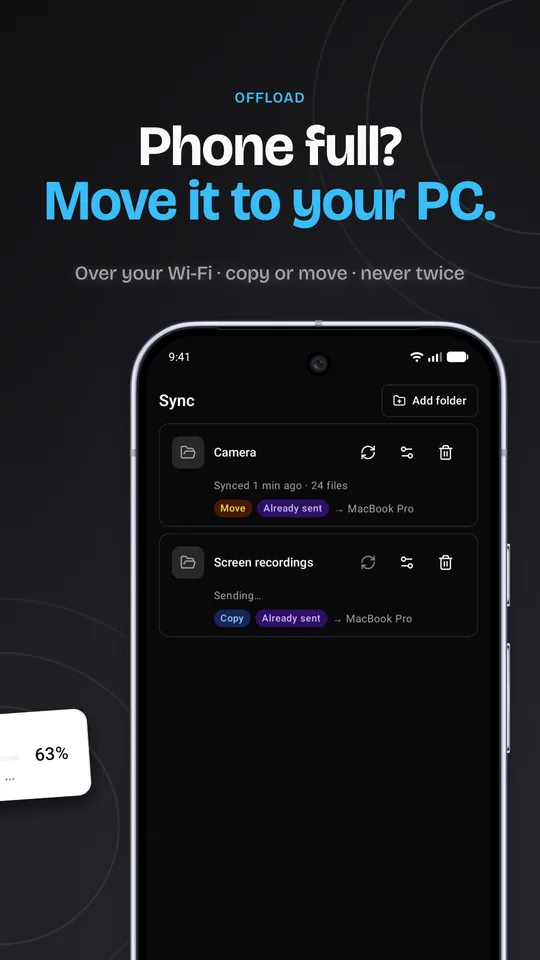 OFFLOAD
Phone full?
Move it to your PC.
Over your Wi-Fi · copy or move · never twice
9:41
Sync
Add folder
Camera
Synced 1 min ago · 24 files
Move Already sent → MacBook Pro
Screen recordings
Sending…
Copy Already sent → MacBook Pro
63%
…